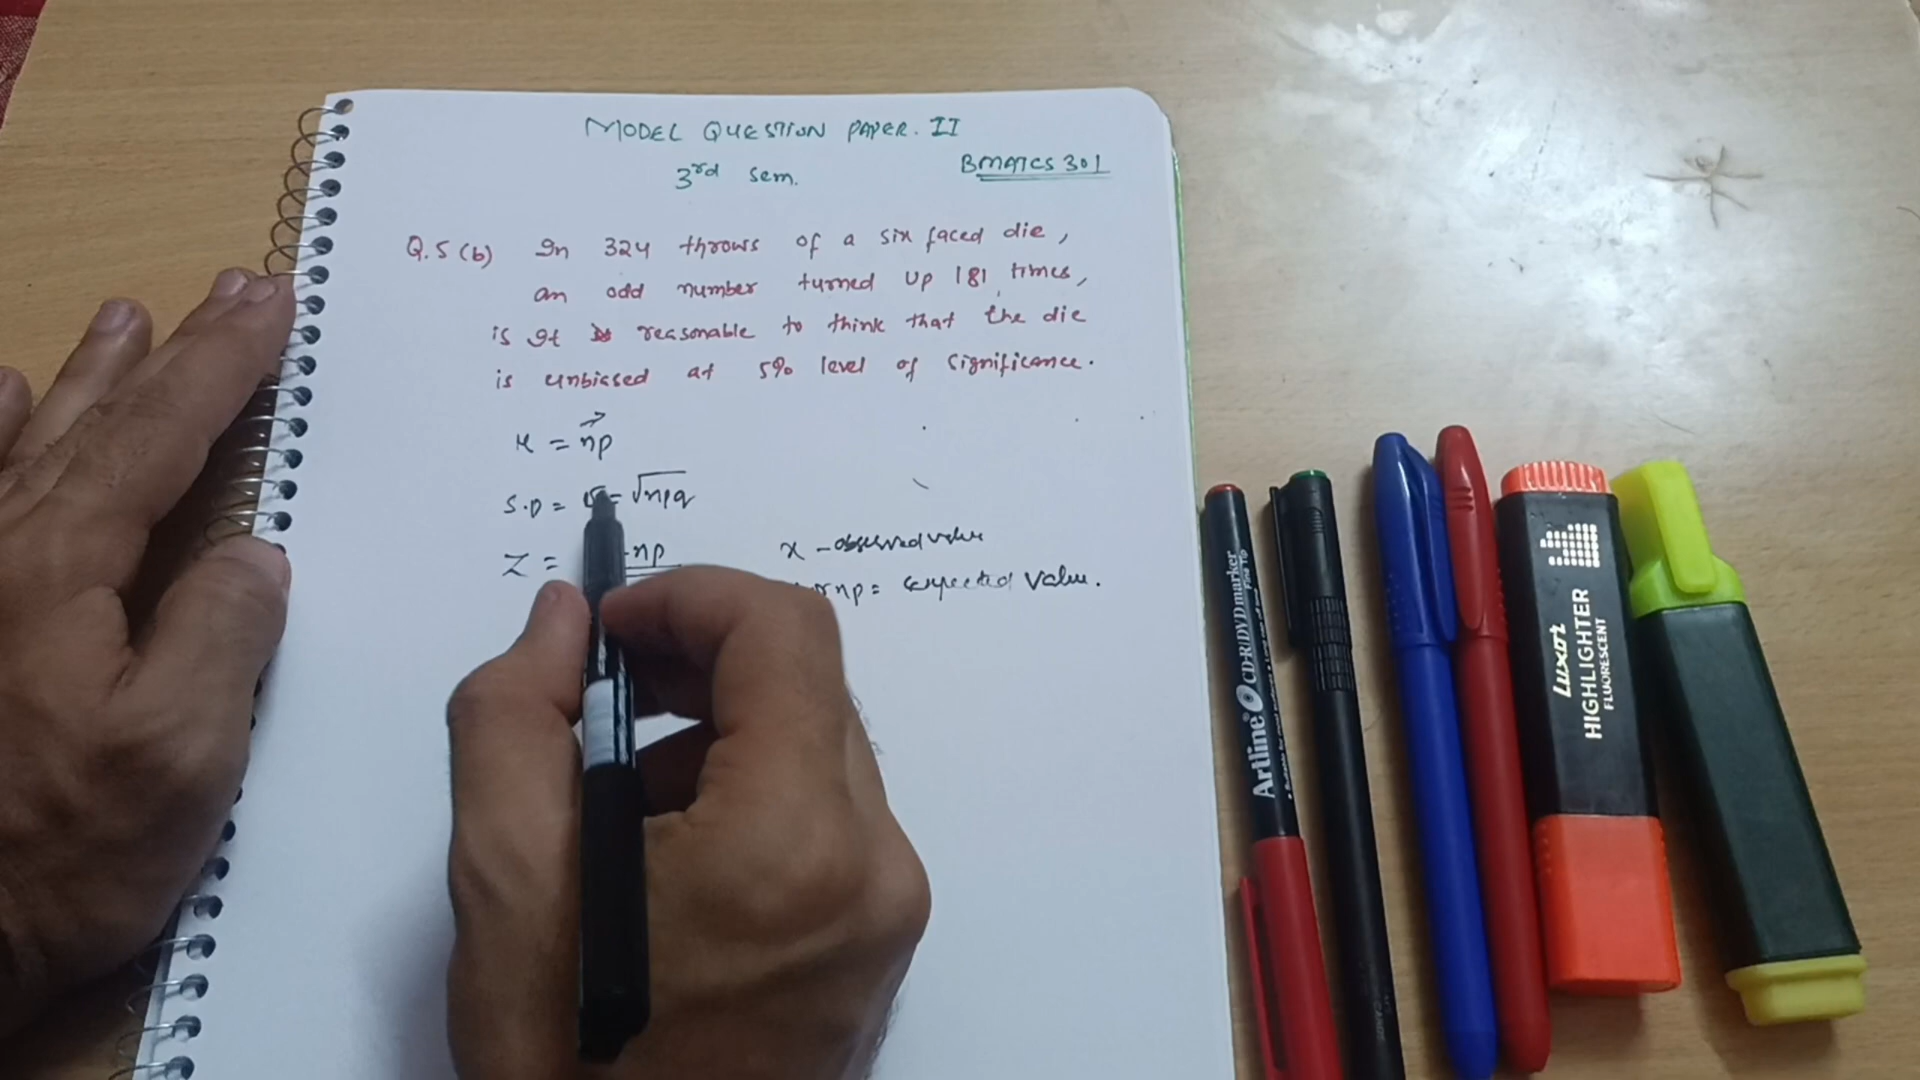 MODEL QUESTION PAPER. II
3rd sem.
BMATCS 301
Q.5 (b) In 324 throws of a six faced die,
an odd number turned up 181 times,
is It reasonable to think that the die
is unbiased at 5% level of significance.
μ = np
S.D = σ = √npq
Z = -np
x - observed value
np = expected value.
Artline CD-R/DVD marker
Fine Tip
Luxor
HIGHLIGHTER
FLUORESCENT